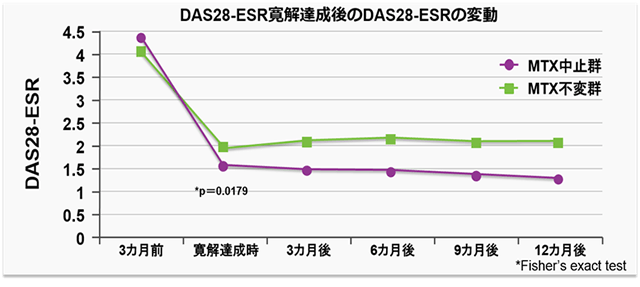 DAS28-ESR寛解達成後のDAS28-ESRの変動
4.5
4
3.5
3
2.5
2
1.5
1
0.5
0
DAS28-ESR
MTX中止群
MTX不変群
*p=0.0179
3カ月前 寛解達成時 3カ月後 6カ月後 9カ月後 12カ月後
*Fisher's exact test